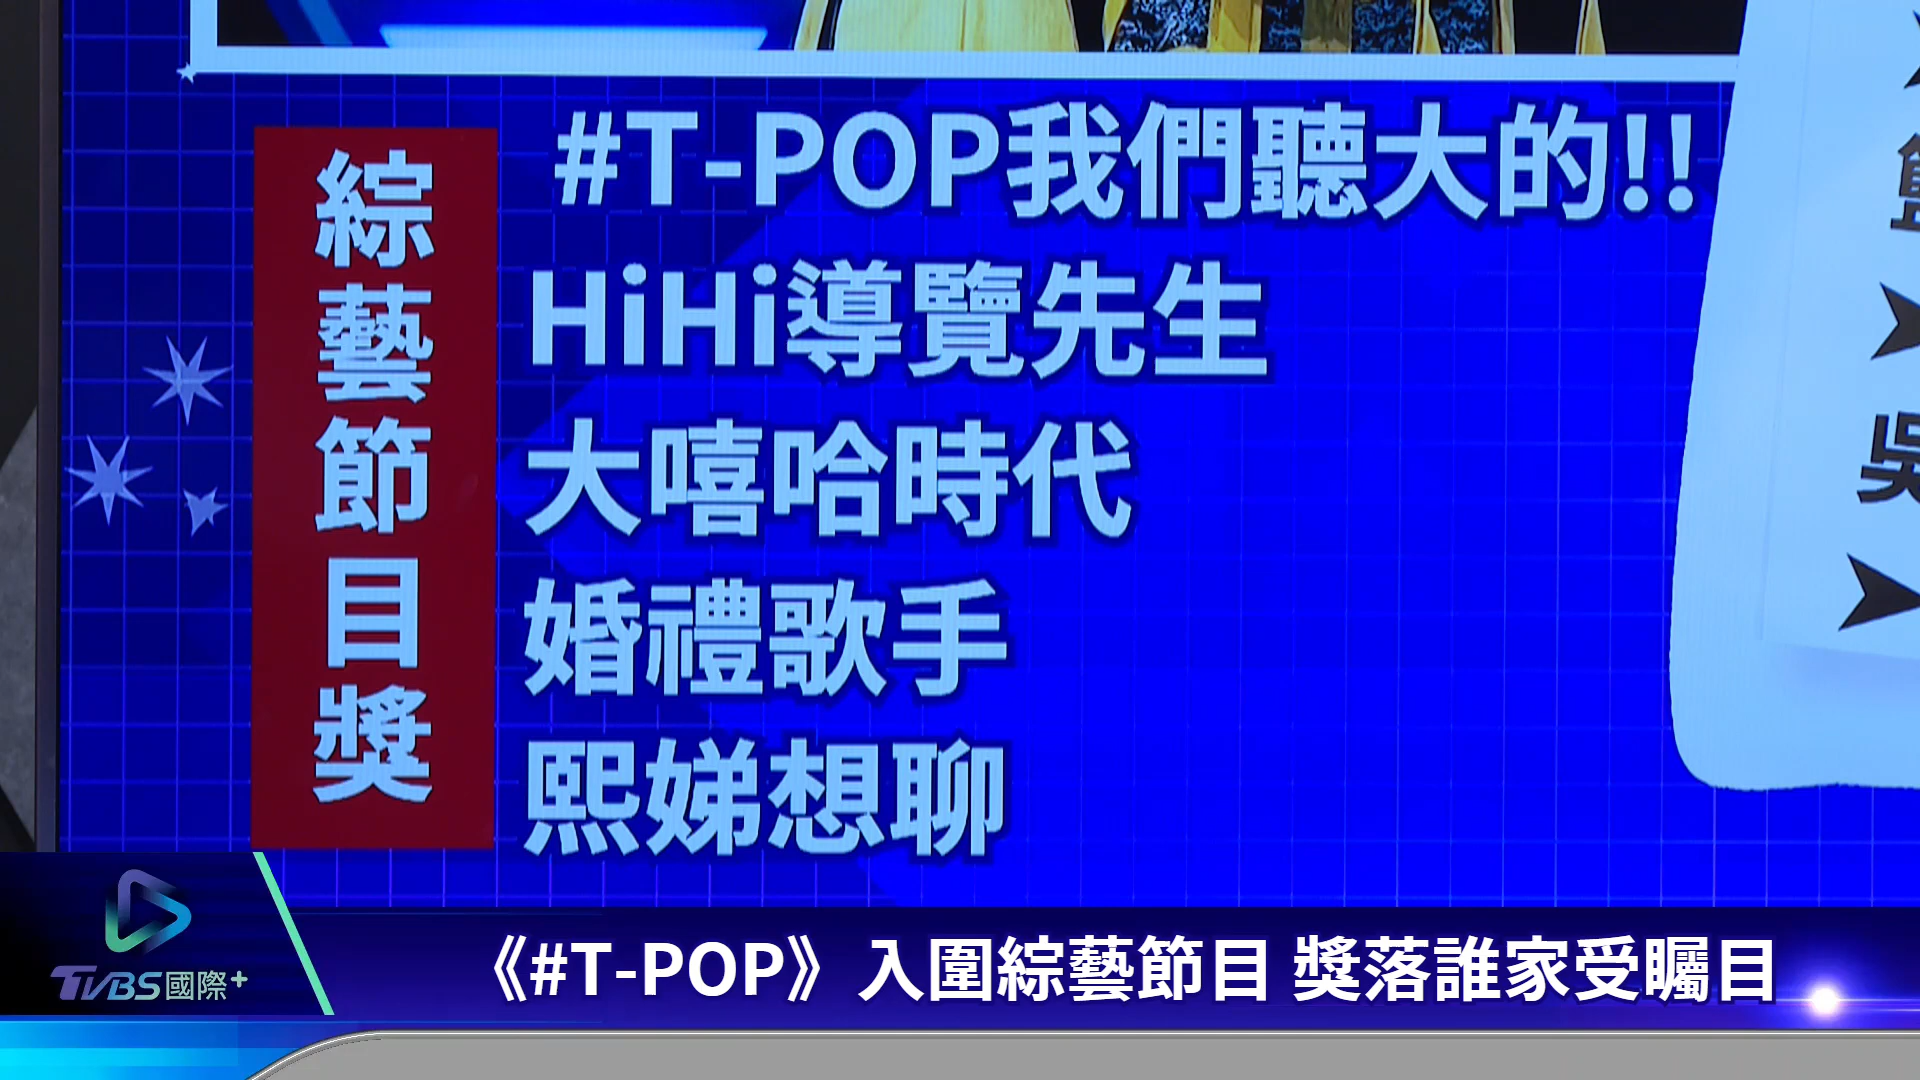 綜藝節目獎
#T-POP我們聽大的!!
HiHi導覽先生
大嘻哈時代
婚禮歌手
熙娣想聊
吳
TVBS國際+
《#T-POP》入圍綜藝節目 獎落誰家受矚目